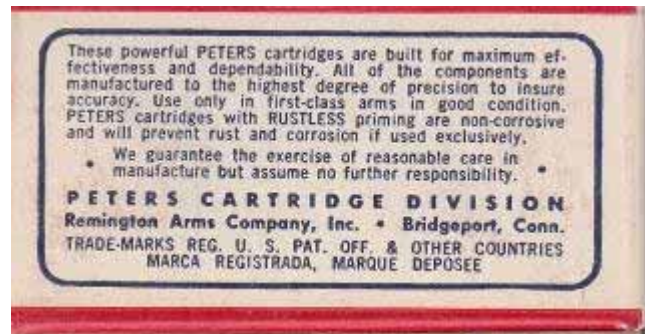 These powerful PETERS cartridges are built for maximum ef-
fectiveness and dependability. All of the components are
manufactured to the highest degree of precision to insure
accuracy. Use only in first-class arms in good condition.
PETERS cartridges with RUSTLESS priming are non-corrosive
and will prevent rust and corrosion if used exclusively.
• We guarantee the exercise of reasonable care in
manufacture but assume no further responsibility. •
PETERS CARTRIDGE DIVISION
Remington Arms Company, Inc. • Bridgeport, Conn.
TRADE-MARKS REG. U. S. PAT. OFF. & OTHER COUNTRIES
MARCA REGISTRADA, MARQUE DEPOSEE